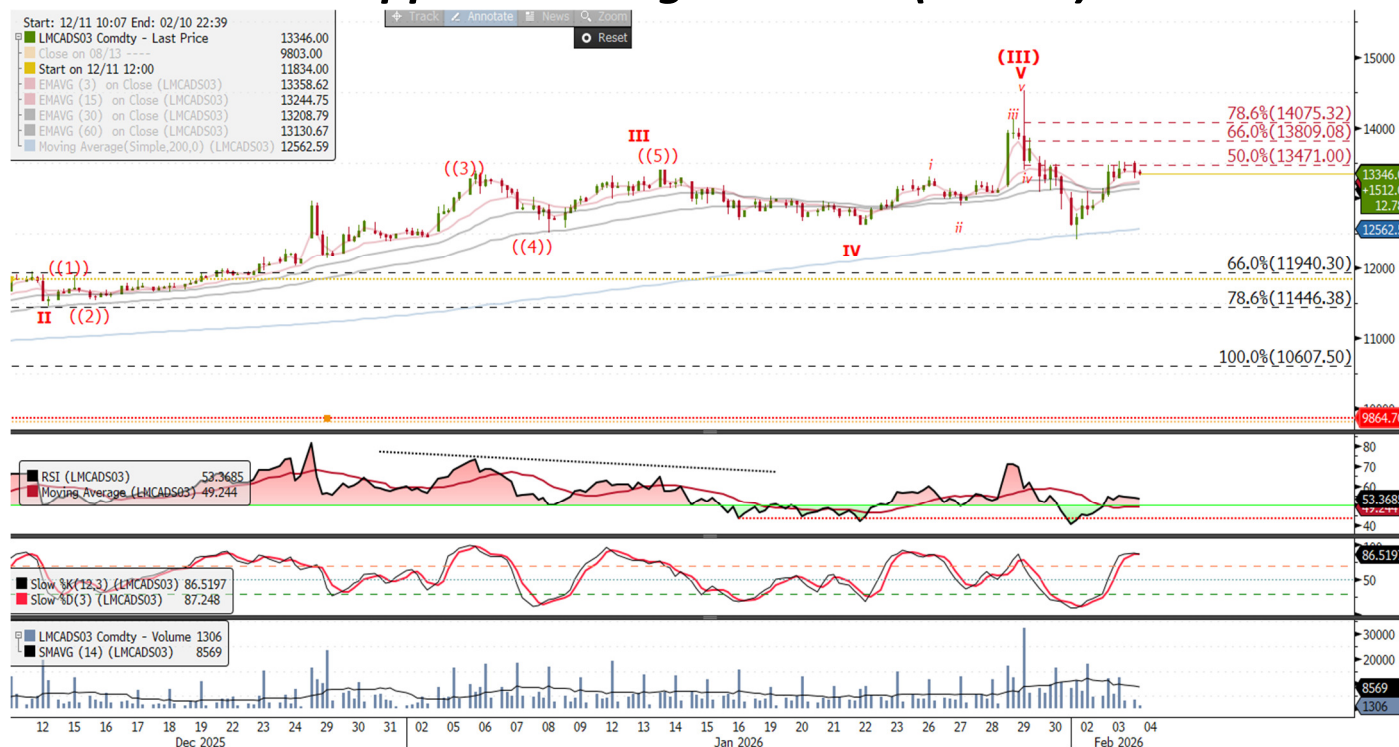 Start: 12/11 10:07 End: 02/10 22:39
LMCADS03 Comdty - Last Price 13346.00
Close on 08/13 ---- 9803.00
Start on 12/11 12:00 11834.00
EMAVG (3) on Close (LMCADS03) 13358.62
EMAVG (15) on Close (LMCADS03) 13244.75
EMAVG (30) on Close (LMCADS03) 13208.79
EMAVG (60) on Close (LMCADS03) 13130.67
Moving Average(Simple,200,0) (LMCADS03) 12562.59
Track Annotate News Zoom
Reset
(III)
V
v
iii
iv
i
ii
III
((5))
((3))
((4))
IV
((1))
II ((2))
78.6%(14075.32)
66.0%(13809.08)
50.0%(13471.00)
66.0%(11940.30)
78.6%(11446.38)
100.0%(10607.50)
15000
14000
13346.0
+1512.
12.78
12562.
12000
11000
9864.70
RSI (LMCADS03) 53.3685
Moving Average (LMCADS03) 49.244
80
70
60
53.3685
49.244
40
Slow %K(12,3) (LMCADS03) 86.5197
Slow %D(3) (LMCADS03) 87.248
100
86.5197
50
LMCADS03 Comdty - Volume 1306
SMAVG (14) (LMCADS03) 8569
30000
20000
8569
1306
12 15 16 17 18 19 22 23 24 29 30 31 02 05 06 07 08 09 12 13 14 15 16 19 20 21 22 23 26 27 28 29 30 02 03 04
Dec 2025 Jan 2026 Feb 2026